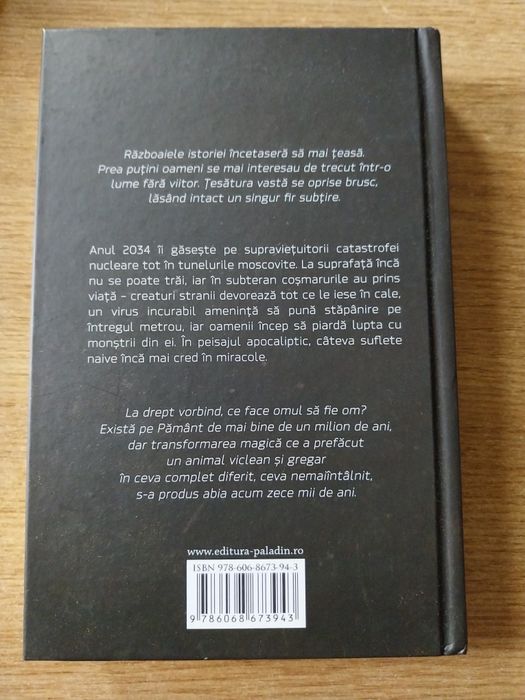 Războaiele istoriei încetaseră să mai țeasă.
Prea puțini oameni se mai interesau de trecut într-o
lume fără viitor. Țesătura vastă se oprise brusc,
lăsând intact un singur fir subțire.
Anul 2034 îi găsește pe supraviețuitorii catastrofei
nucleare tot în tunelurile moscovite. La suprafață încă
nu se poate trăi, iar în subteran coșmarurile au prins
viață – creaturi stranii devorează tot ce le iese în cale,
un virus incurabil amenință să pună stăpânire pe
întregul metrou, iar oamenii încep să piardă lupta cu
monștrii din ei. În peisajul apocaliptic, câteva suflete
naive încă mai cred în miracole.
La drept vorbind, ce face omul să fie om?
Există pe Pământ de mai bine de un milion de ani,
dar transformarea magică ce a prefăcut
un animal viclean și gregar
în ceva complet diferit, ceva nemaiîntâlnit,
s-a produs abia acum zece mii de ani.
www.editura-paladin.ro
ISBN 978-606-8673-94-3
9 786068 673943